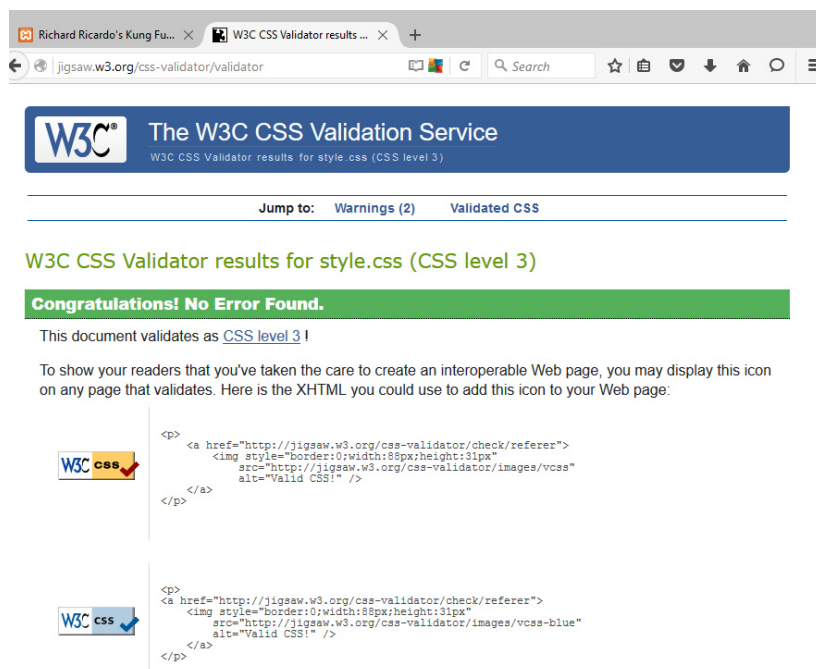 Richard Ricardo's Kung Fu...
W3C CSS Validator results ...
jigsaw.w3.org/css-validator/validator
Search
W3C®
The W3C CSS Validation Service
W3C CSS Validator results for style.css (CSS level 3)
Jump to: Warnings (2) Validated CSS
W3C CSS Validator results for style.css (CSS level 3)
Congratulations! No Error Found.
This document validates as CSS level 3 !
To show your readers that you've taken the care to create an interoperable Web page, you may display this icon
on any page that validates. Here is the XHTML you could use to add this icon to your Web page:
W3C css
<p>
<a href="http://jigsaw.w3.org/css-validator/check/referer">
<img style="border:0;width:88px;height:31px"
src="http://jigsaw.w3.org/css-validator/images/vcss"
alt="Valid CSS!" />
</a>
</p>
W3C css
<p>
<a href="http://jigsaw.w3.org/css-validator/check/referer">
<img style="border:0;width:88px;height:31px"
src="http://jigsaw.w3.org/css-validator/images/vcss-blue"
alt="Valid CSS!" />
</a>
</p>